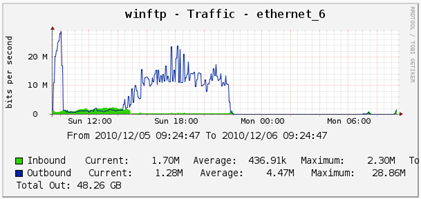 winftp - Traffic - ethernet_6
RRDTOOL / TOBI OETIKER
bits per second
20 M
10 M
0
Sun 12:00 Sun 18:00 Mon 00:00 Mon 06:00
From 2010/12/05 09:24:47 To 2010/12/06 09:24:47
Inbound Current: 1.70M Average: 436.91k Maximum: 2.30M To
Outbound Current: 1.28M Average: 4.47M Maximum: 28.86M
Total Out: 48.26 GB